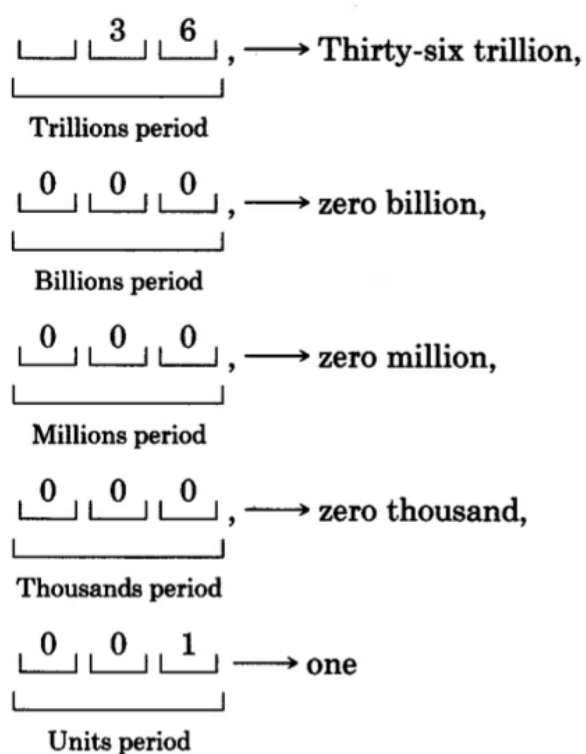 3 6 , → Thirty-six trillion,
Trillions period
0 0 0 , → zero billion,
Billions period
0 0 0 , → zero million,
Millions period
0 0 0 , → zero thousand,
Thousands period
0 0 1 → one
Units period